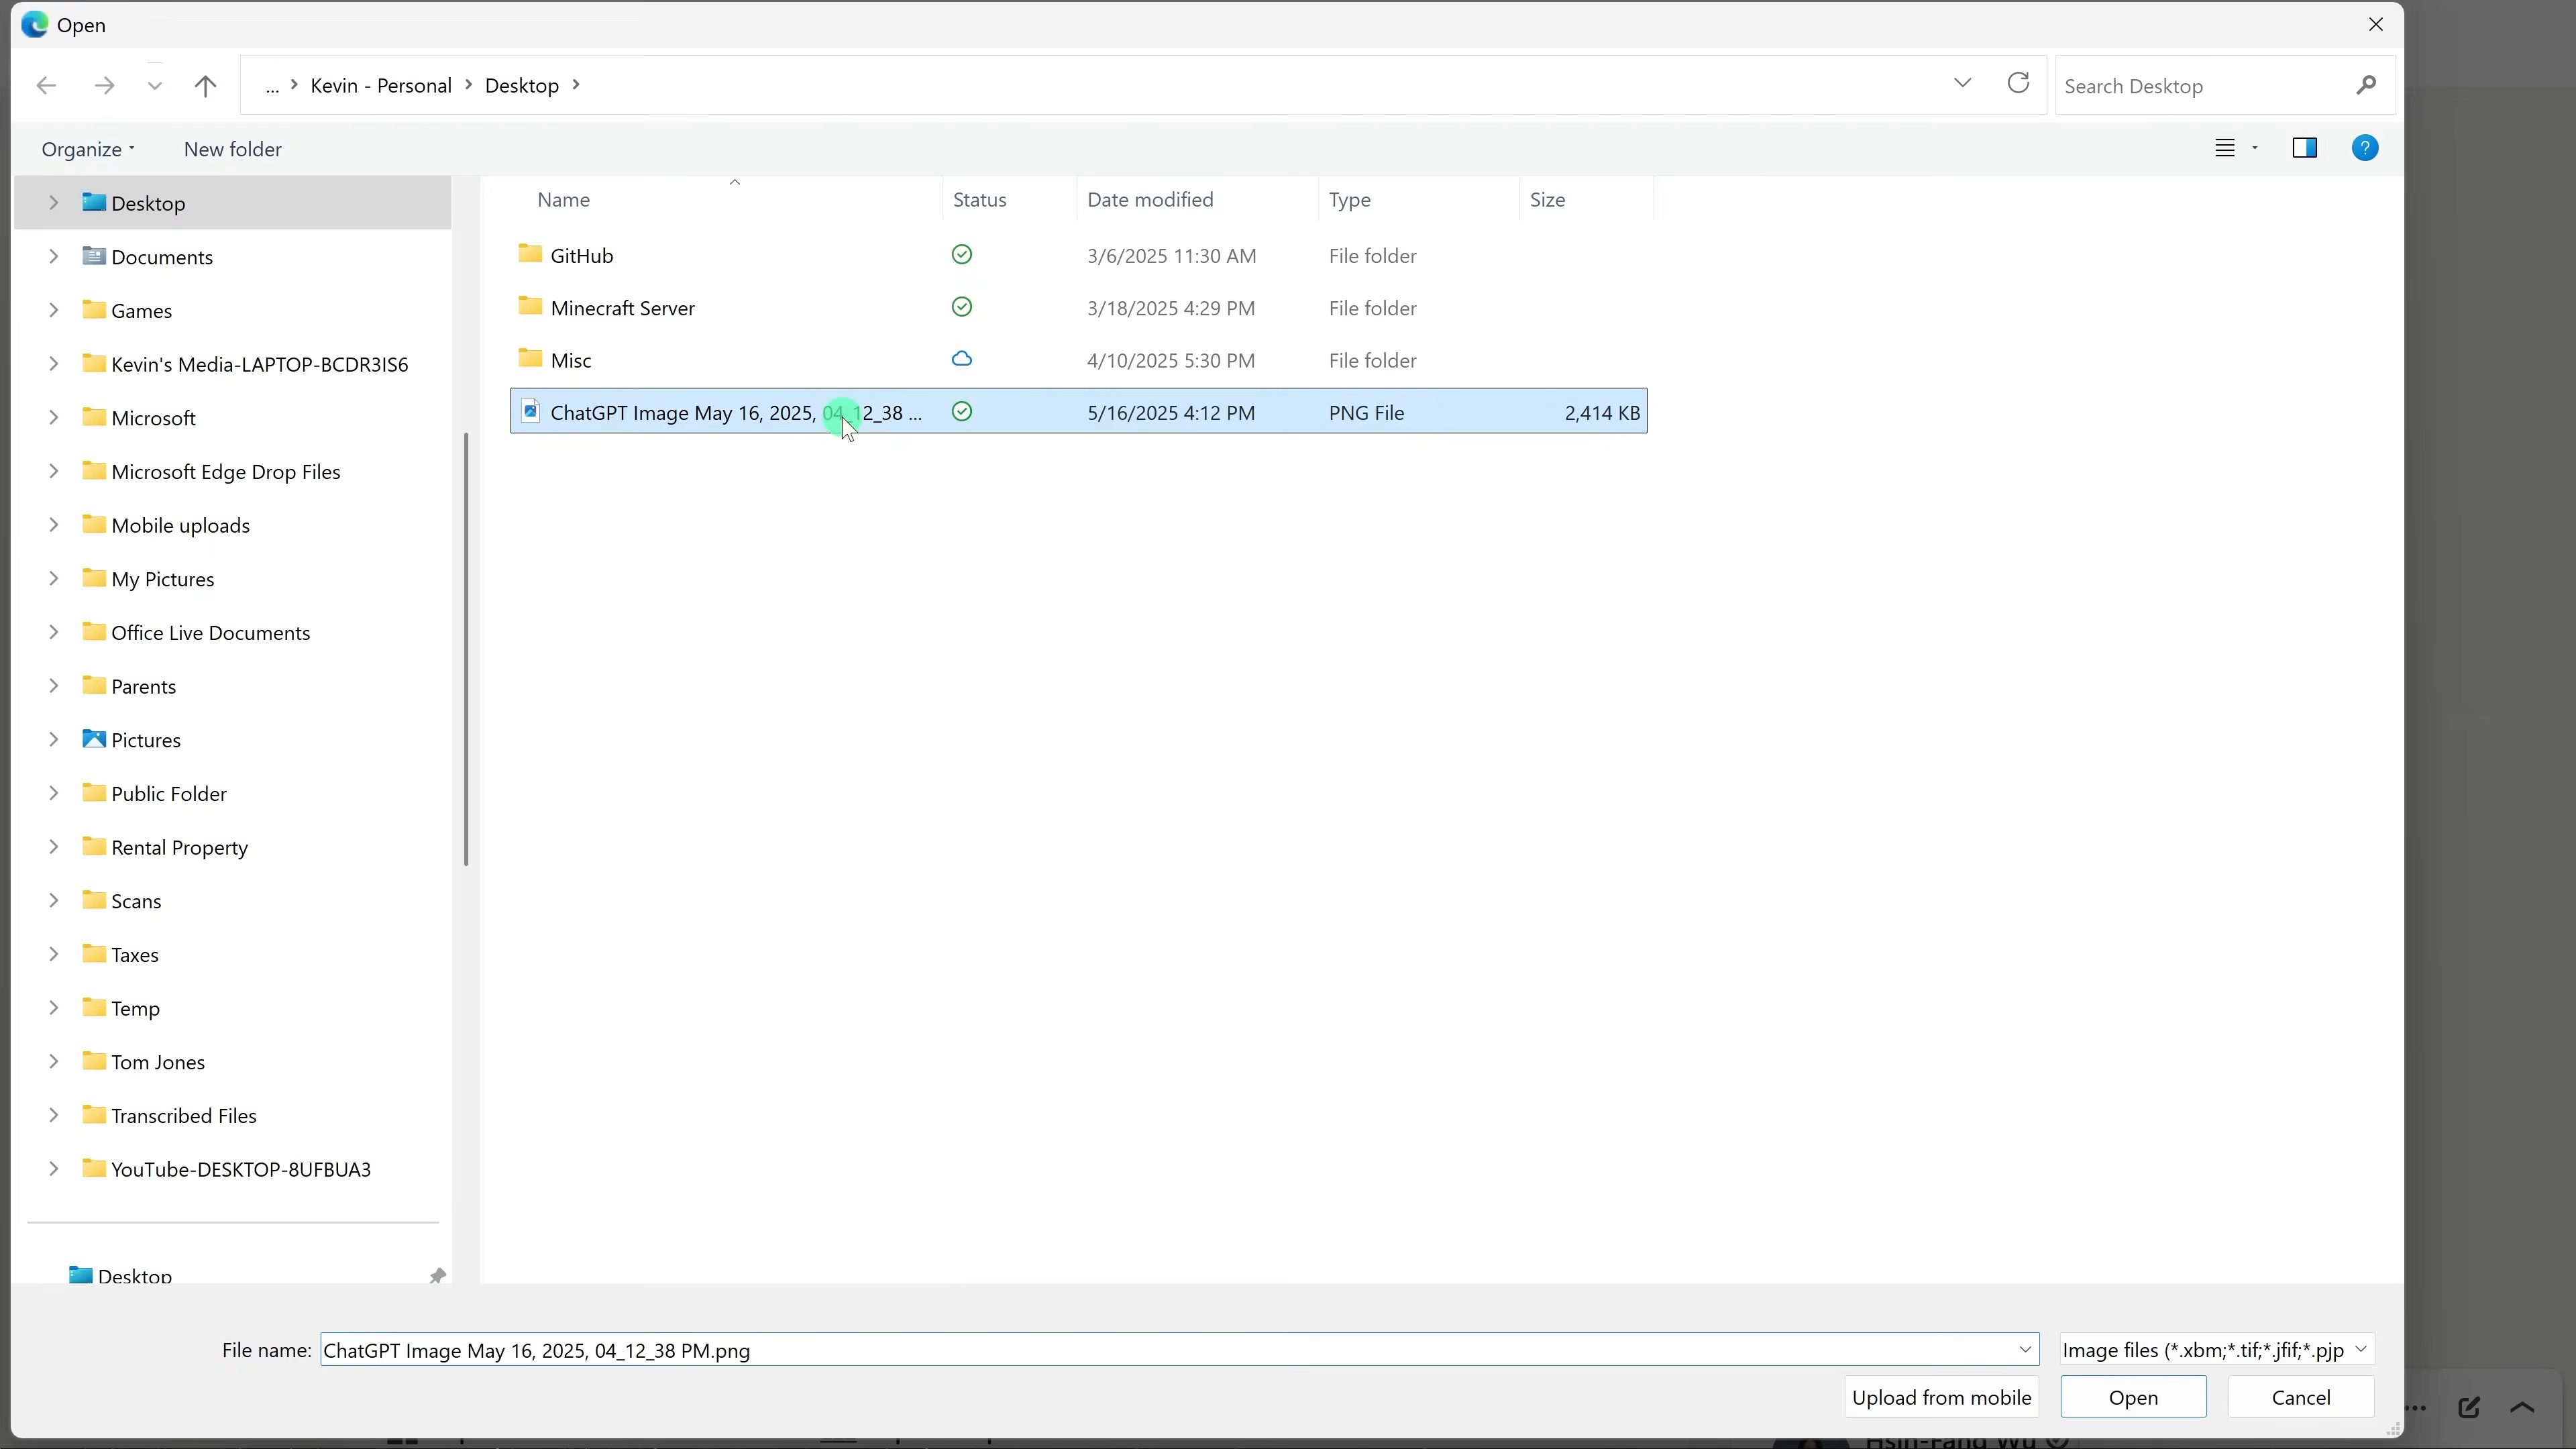 Open
... > Kevin - Personal > Desktop >
Search Desktop
Organize
New folder
Name Status Date modified Type Size
GitHub 3/6/2025 11:30 AM File folder
Minecraft Server 3/18/2025 4:29 PM File folder
Misc 4/10/2025 5:30 PM File folder
ChatGPT Image May 16, 2025, 04_12_38 ... 5/16/2025 4:12 PM PNG File 2,414 KB
Desktop
Documents
Games
Kevin's Media-LAPTOP-BCDR3IS6
Microsoft
Microsoft Edge Drop Files
Mobile uploads
My Pictures
Office Live Documents
Parents
Pictures
Public Folder
Rental Property
Scans
Taxes
Temp
Tom Jones
Transcribed Files
YouTube-DESKTOP-8UFBUA3
Desktop
File name: ChatGPT Image May 16, 2025, 04_12_38 PM.png
Image files (*.xbm;*.tif;*.jfif;*.pjp
Upload from mobile
Open
Cancel
Hsin-Fang Wu